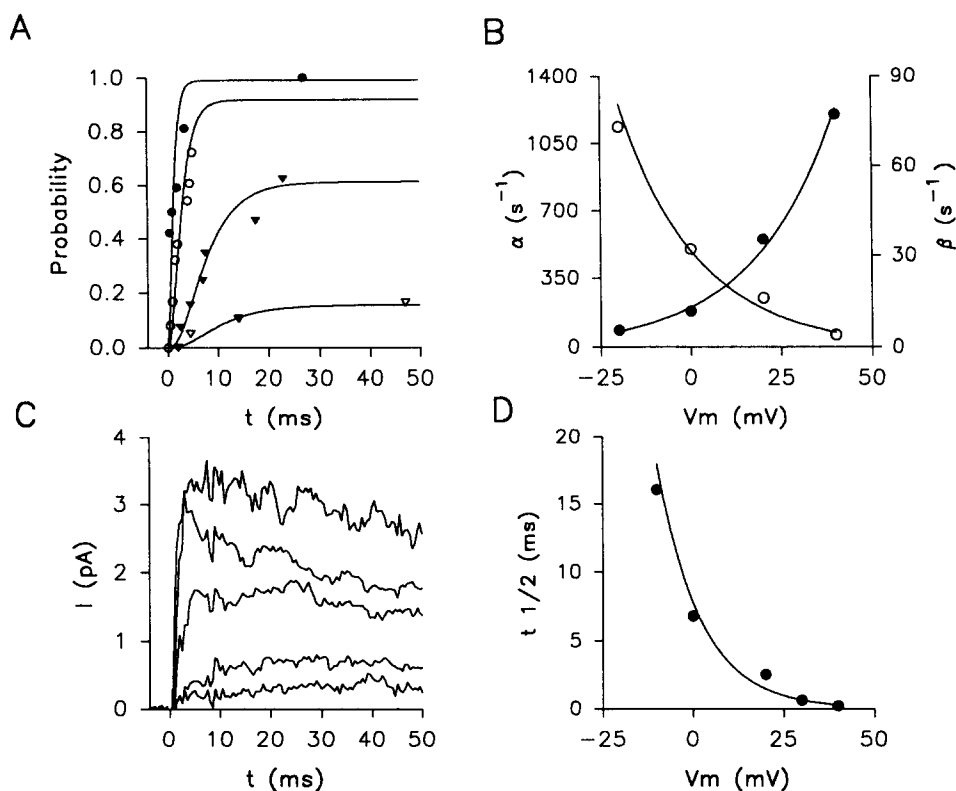 A
Probability
1.0
0.8
0.6
0.4
0.2
0.0
0 10 20 30 40 50
t (ms)
B
α (s⁻¹)
1400
1050
700
350
0
β (s⁻¹)
90
60
30
0
−25 0 25 50
Vm (mV)
C
I (pA)
4
3
2
1
0
0 10 20 30 40 50
t (ms)
D
t 1/2 (ms)
20
15
10
5
0
−25 0 25 50
Vm (mV)